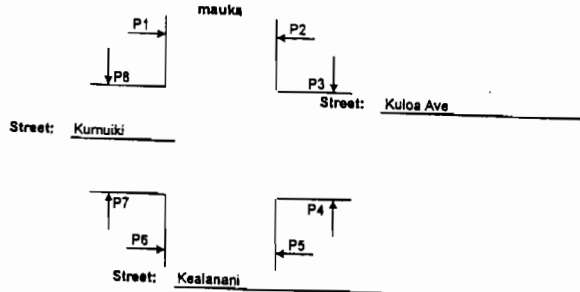 mauka
P1
P2
P8
P3
Street: Kuloa Ave
Street: Kumuiki
P7
P4
P6
P5
Street: Kealanani